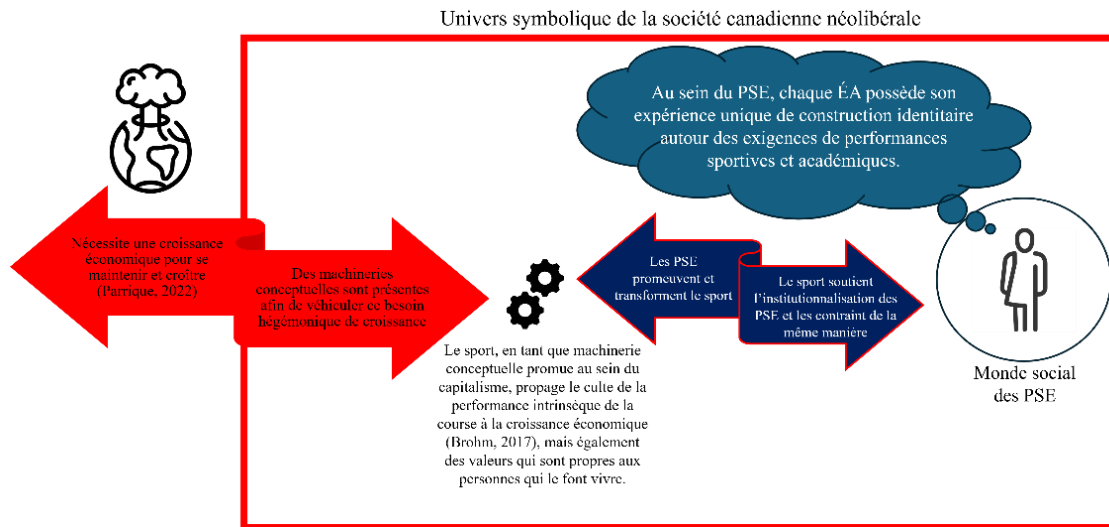 Univers symbolique de la société canadienne néolibérale
Au sein du PSE, chaque ÉA possède son
expérience unique de construction identitaire
autour des exigences de performances
sportives et académiques.
Nécessite une croissance
économique pour se
maintenir et croître
(Parrique, 2022)
Des machineries
conceptuelles sont présentes
afin de véhiculer ce besoin
hégémonique de croissance
Les PSE
promeuvent et
transforment le sport
Le sport soutient
l’institutionnalisation des
PSE et les contraint de la
même manière
Le sport, en tant que machinerie
conceptuelle promue au sein du
capitalisme, propage le culte de la
performance intrinsèque de la
course à la croissance économique
(Brohm, 2017), mais également
des valeurs qui sont propres aux
personnes qui le font vivre.
Monde social
des PSE